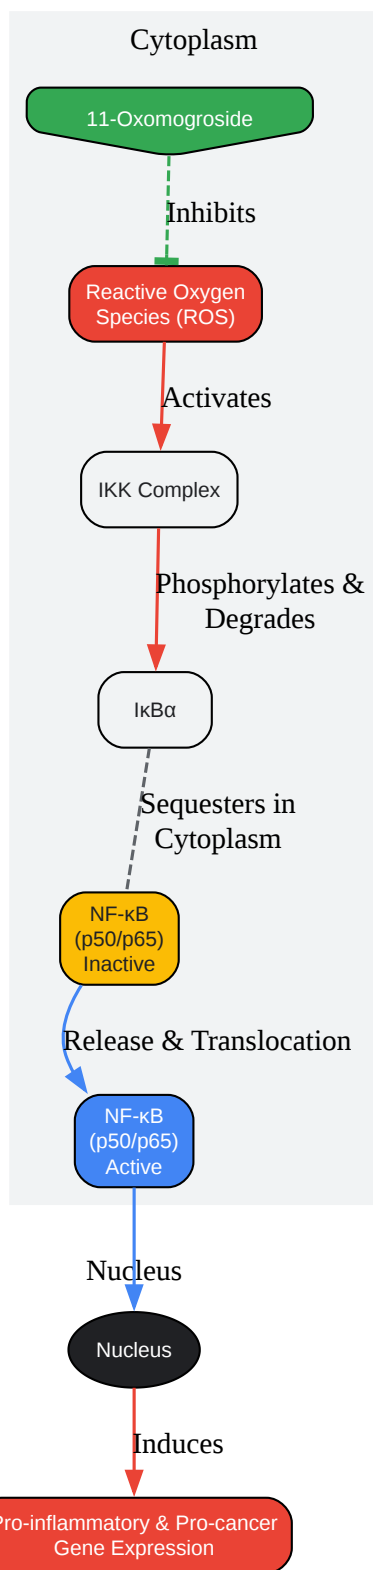 Cytoplasm
11-Oxomogroside
Inhibits
Reactive Oxygen
Species (ROS)
Activates
IKK Complex
Phosphorylates &
Degrades
IκBα
Sequesters in
Cytoplasm
NF-κB
(p50/p65)
Inactive
Release & Translocation
NF-κB
(p50/p65)
Active
Nucleus
Nucleus
Induces
Pro-inflammatory & Pro-cancer
Gene Expression